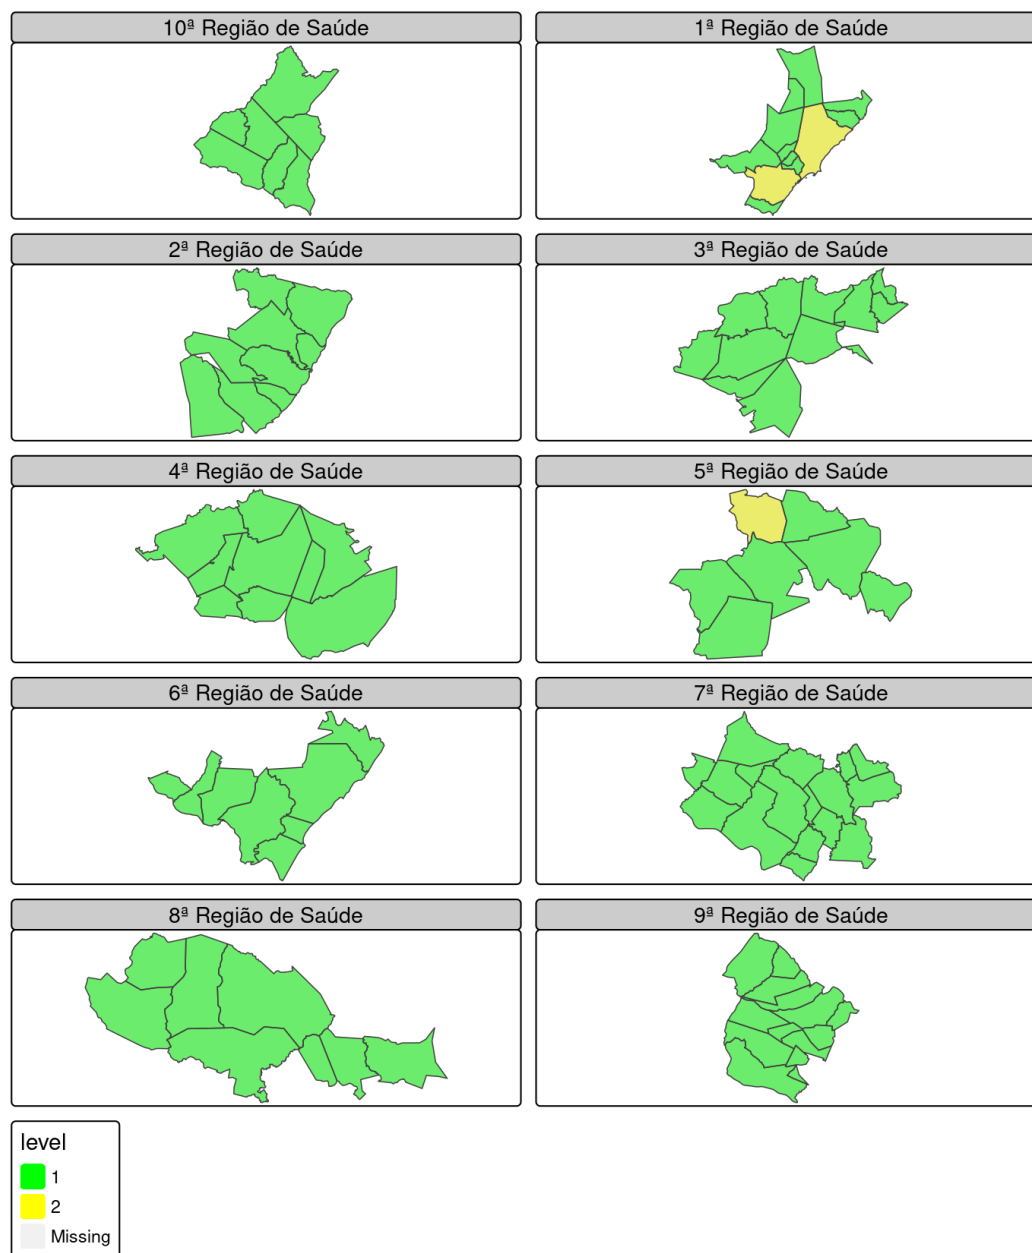 10ª Região de Saúde
1ª Região de Saúde
2ª Região de Saúde
3ª Região de Saúde
4ª Região de Saúde
5ª Região de Saúde
6ª Região de Saúde
7ª Região de Saúde
8ª Região de Saúde
9ª Região de Saúde
level
1
2
Missing